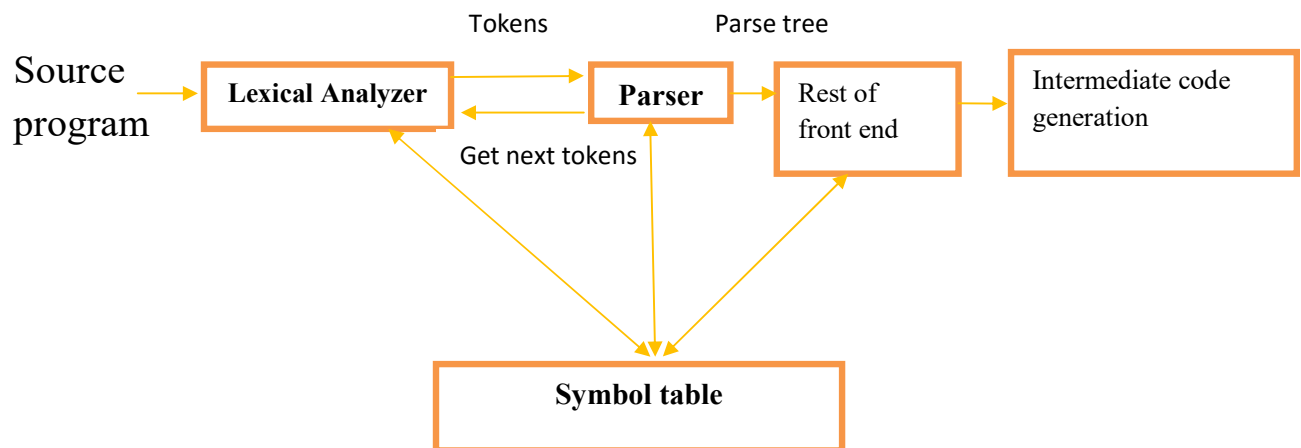 Tokens
Parse tree
Source
program
Lexical Analyzer
Parser
Rest of
front end
Intermediate code
generation
Get next tokens
Symbol table